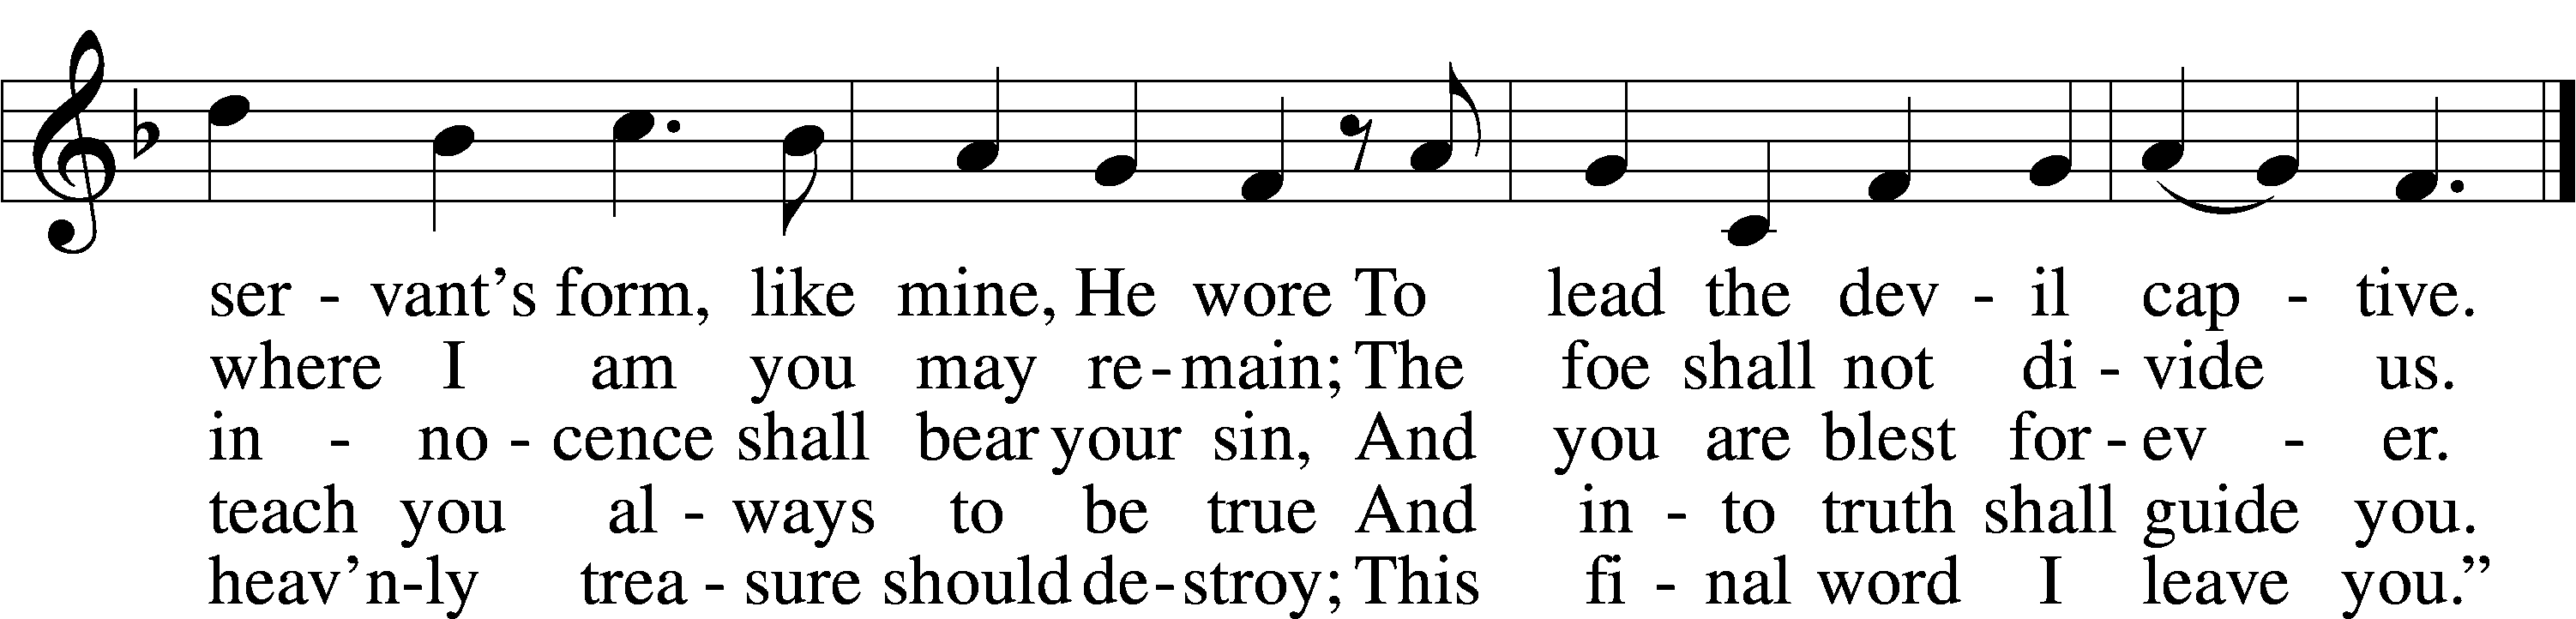 ser - vant’s form, like mine, He wore To lead the dev - il cap - tive.
where I am you may re - main; The foe shall not di - vide us.
in - no - cence shall bear your sin, And you are blest for - ev - er.
teach you al - ways to be true And in - to truth shall guide you.
heav’n - ly trea - sure should de - stroy; This fi - nal word I leave you.”